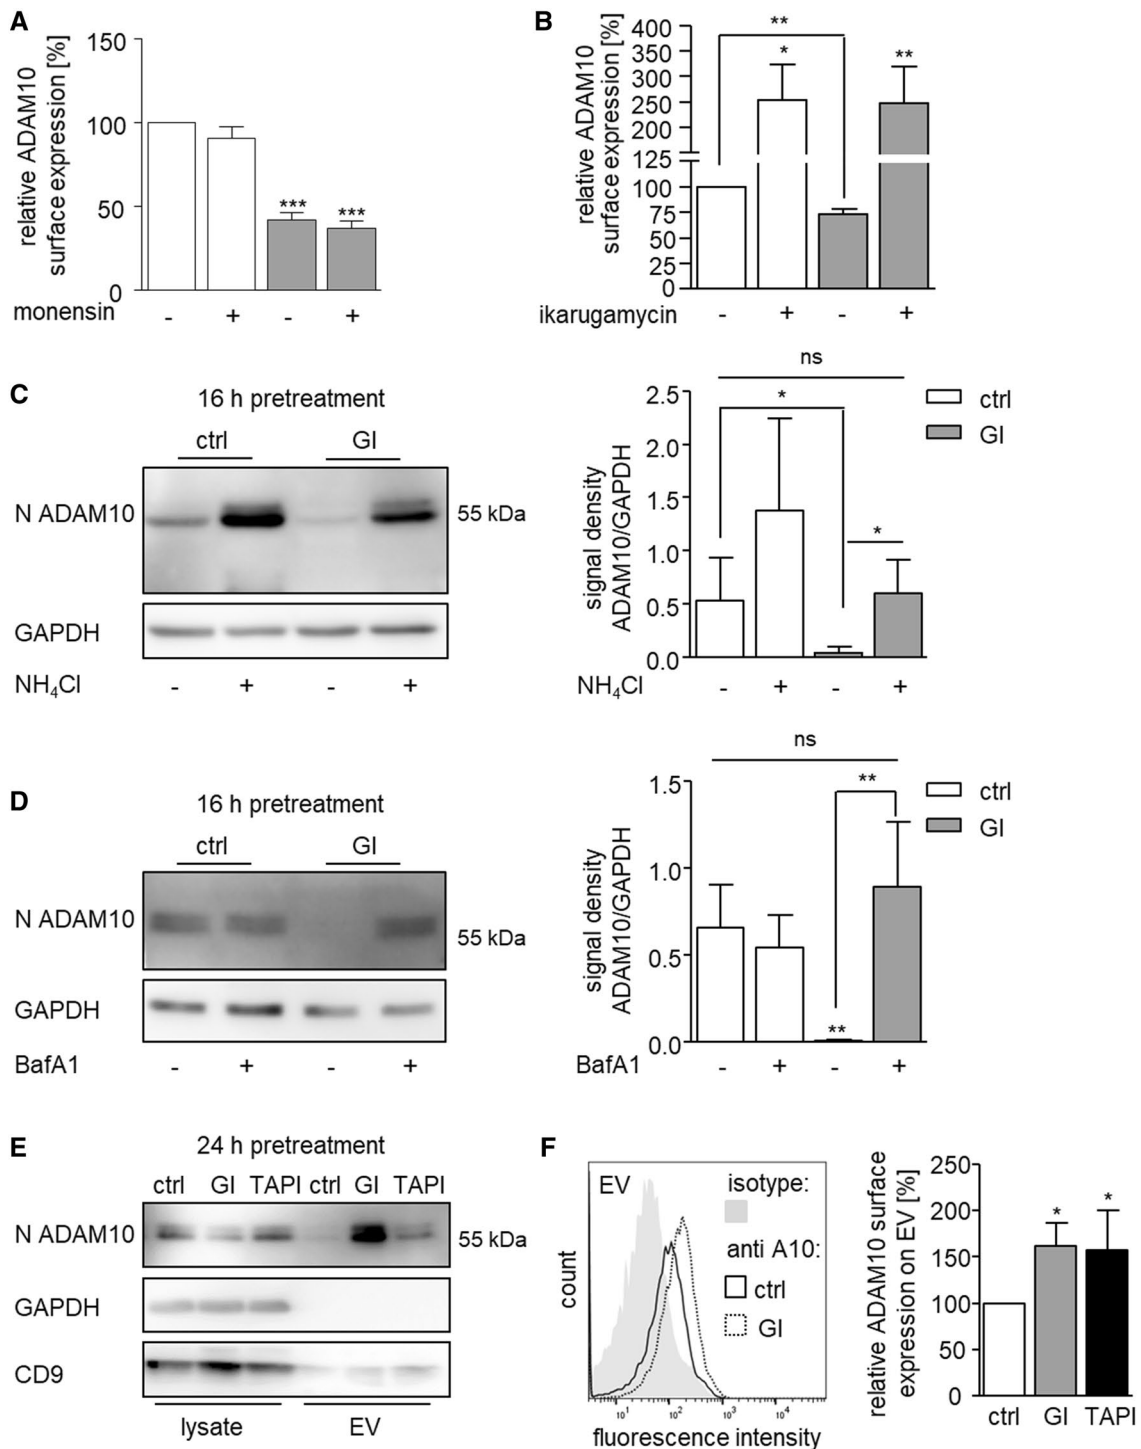 A
relative ADAM10
surface expression [%]
150
100
50
0
***
***
monensin
- + - +
B
relative ADAM10
surface expression [%]
400
350
300
250
200
125
100
75
50
25
0
**
*
**
ikarugamycin
- + - +
C
16 h pretreatment
ctrl GI
N ADAM10
55 kDa
GAPDH
NH4Cl
- + - +
signal density
ADAM10/GAPDH
2.5
2.0
1.5
1.0
0.5
0.0
ns
*
*
ctrl
GI
NH4Cl
- + - +
D
16 h pretreatment
ctrl GI
N ADAM10
55 kDa
GAPDH
BafA1
- + - +
signal density
ADAM10/GAPDH
1.5
1.0
0.5
0.0
ns
**
**
ctrl
GI
BafA1
- + - +
E
24 h pretreatment
ctrl GI TAPI ctrl GI TAPI
N ADAM10
55 kDa
GAPDH
CD9
lysate EV
F
EV
isotype:
anti A10:
ctrl
GI
count
10¹ 10² 10³ 10⁴
fluorescence intensity
relative ADAM10 surface
expression on EV [%]
250
200
150
100
50
0
*
*
ctrl GI TAPI